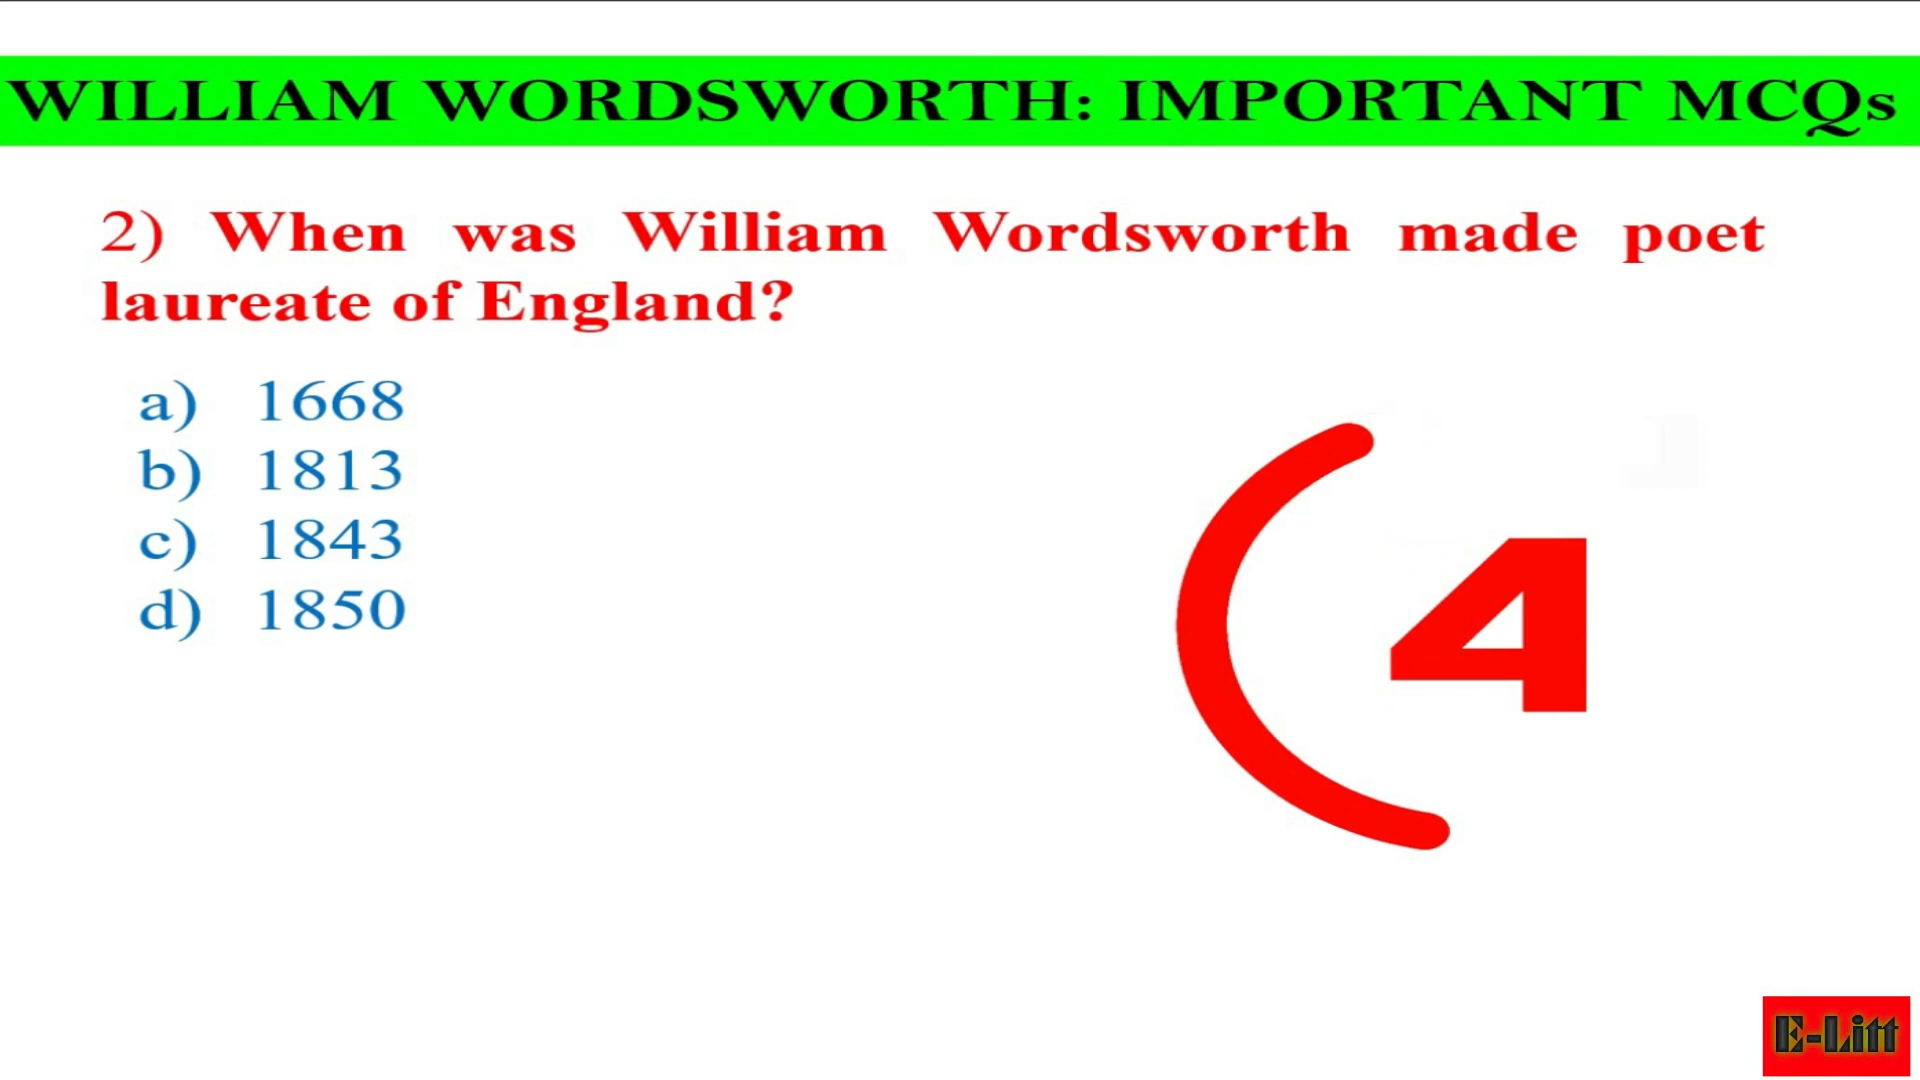 WILLIAM WORDSWORTH: IMPORTANT MCQs
2) When was William Wordsworth made poet
laureate of England?
a) 1668
b) 1813
c) 1843
d) 1850
4
E-Litt